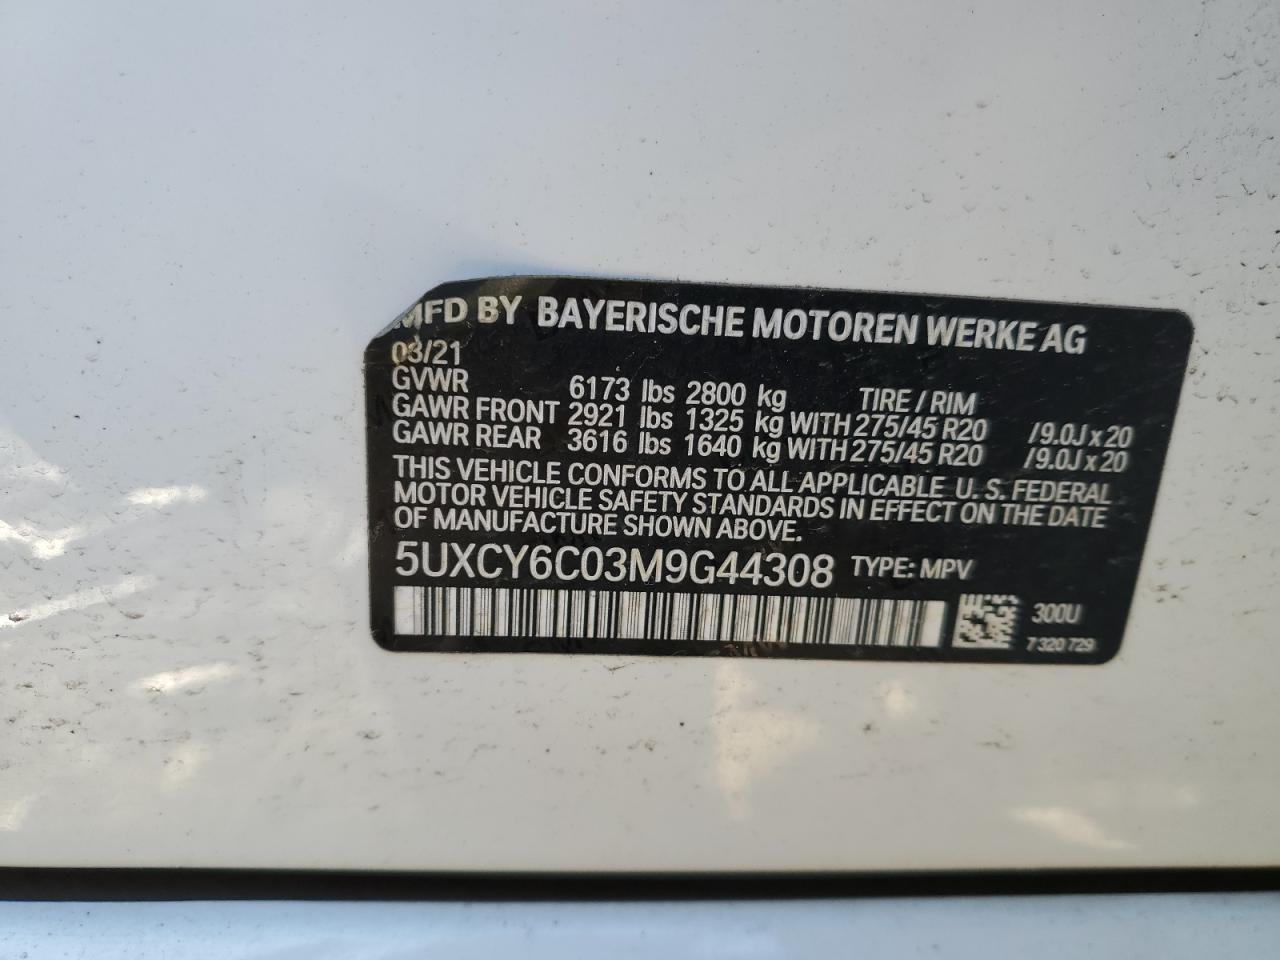 MFD BY BAYERISCHE MOTOREN WERKE AG
03/21
GVWR 6173 lbs 2800 kg TIRE / RIM
GAWR FRONT 2921 lbs 1325 kg WITH 275/45 R20 /9.0J x 20
GAWR REAR 3616 lbs 1640 kg WITH 275/45 R20 /9.0J x 20
THIS VEHICLE CONFORMS TO ALL APPLICABLE U. S. FEDERAL
MOTOR VEHICLE SAFETY STANDARDS IN EFFECT ON THE DATE
OF MANUFACTURE SHOWN ABOVE.
5UXCY6C03M9G44308 TYPE: MPV
300U
7 320 729